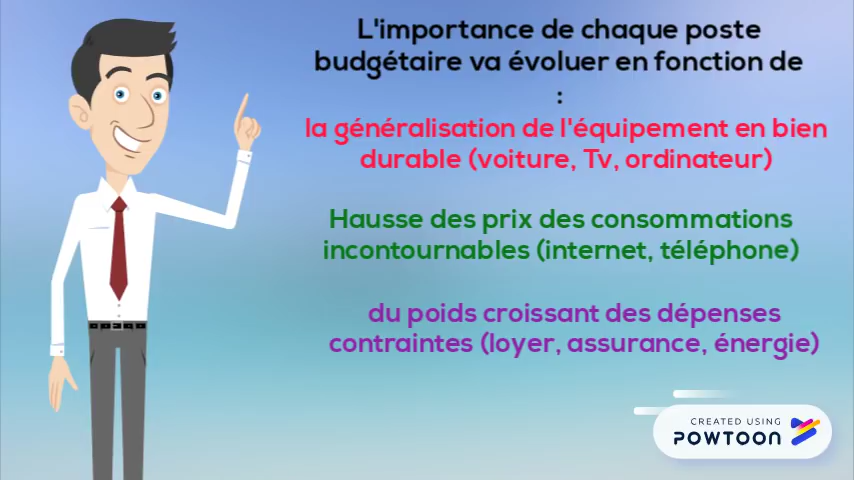 L'importance de chaque poste
budgétaire va évoluer en fonction de
:
la généralisation de l'équipement en bien
durable (voiture, Tv, ordinateur)
Hausse des prix des consommations
incontournables (internet, téléphone)
du poids croissant des dépenses
contraintes (loyer, assurance, énergie)
CREATED USING
POWTOON